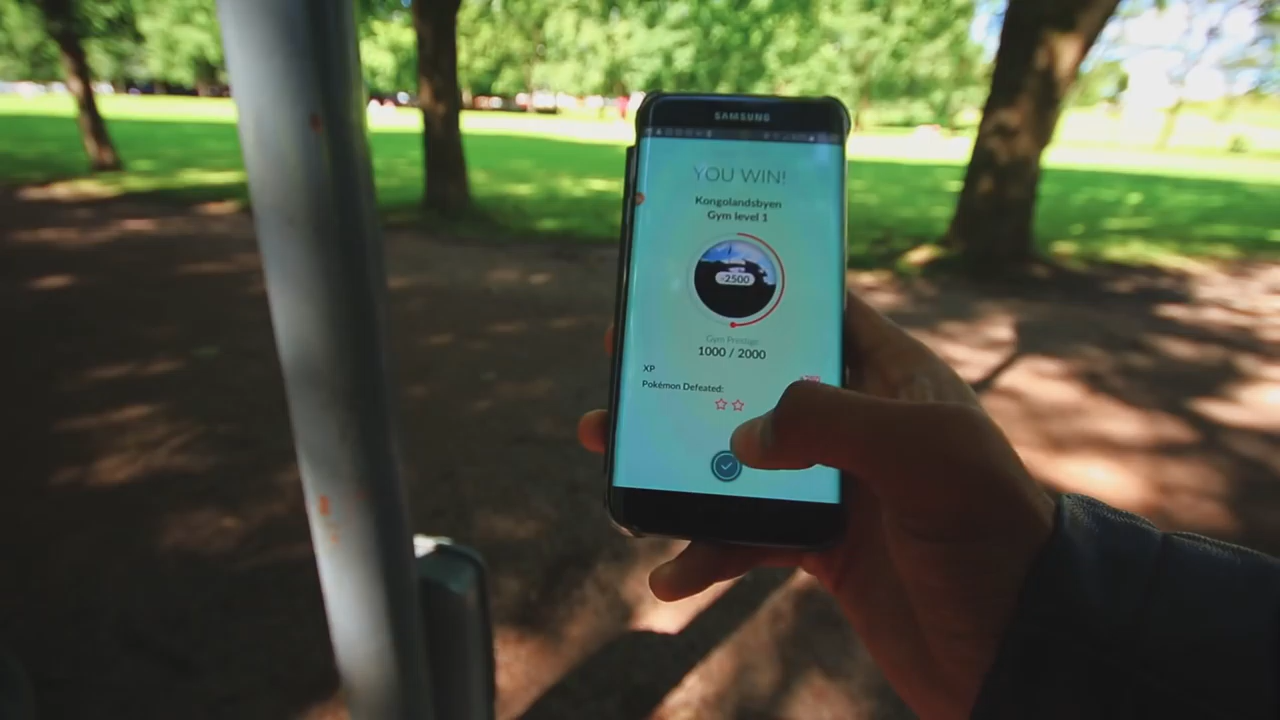 SAMSUNG
YOU WIN!
Kongolandsbyen
Gym level 1
-2500
Gym Prestige:
1000 / 2000
XP
Pokémon Defeated: